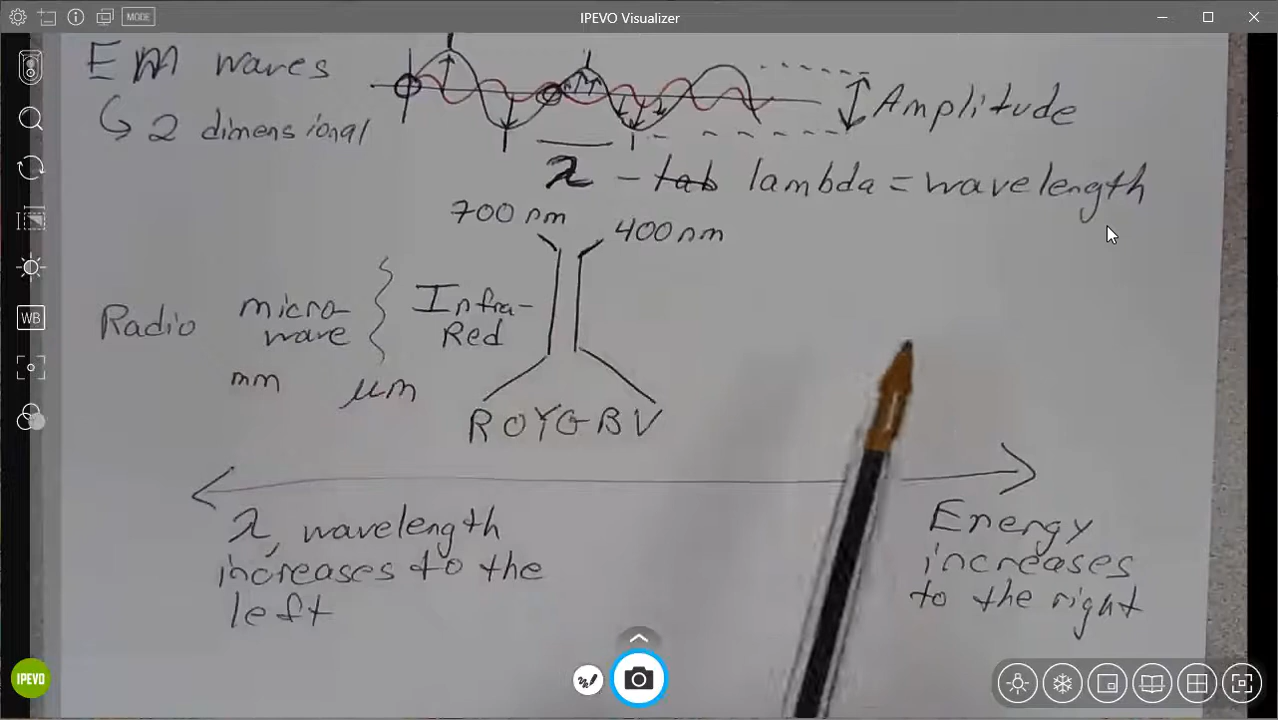 MODE
IPEVO Visualizer
EM waves
2 dimensional
Amplitude
λ - tab lambda = wavelength
700 nm
400 nm
WB
Radio
micro-
wave
Infra-
Red
mm
μm
ROYGBV
λ, wavelength
increases to the
left
Energy
increases
to the right
IPEVO